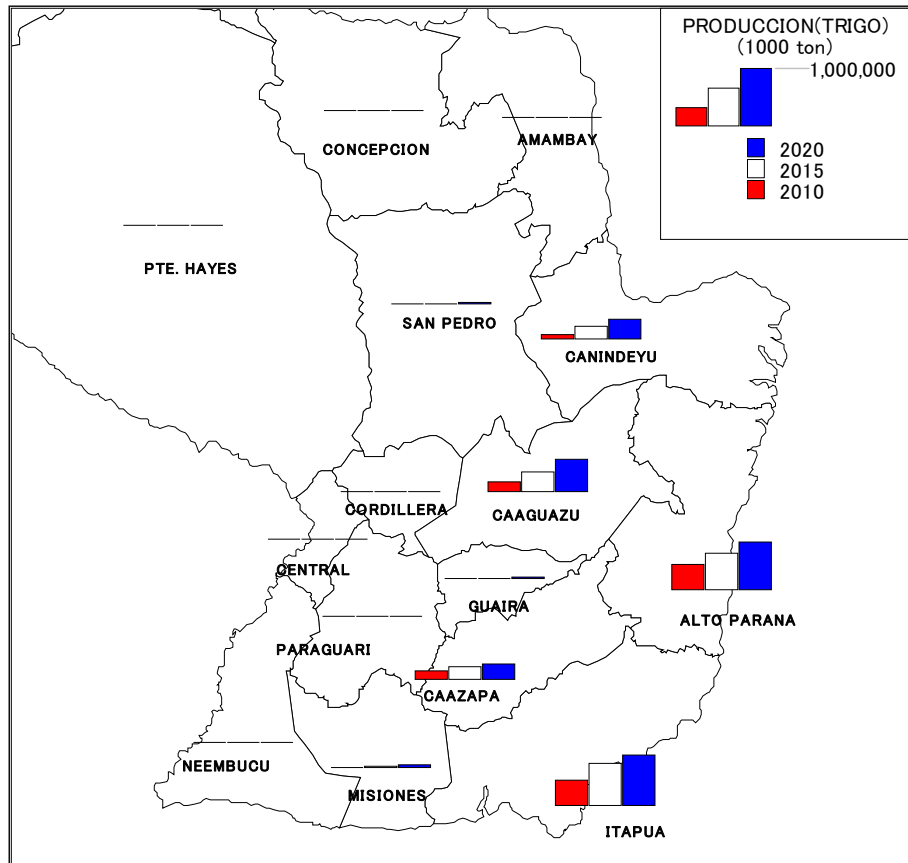 PRODUCCION(TRIGO)
(1000 ton)
1,000,000
2020
2015
2010
CONCEPCION
AMAMBAY
PTE. HAYES
SAN PEDRO
CANINDEYU
CORDILLERA
CAAGUAZU
CENTRAL
GUAIRA
ALTO PARANA
PARAGUARI
CAAZAPA
NEEMBUCU
MISIONES
ITAPUA